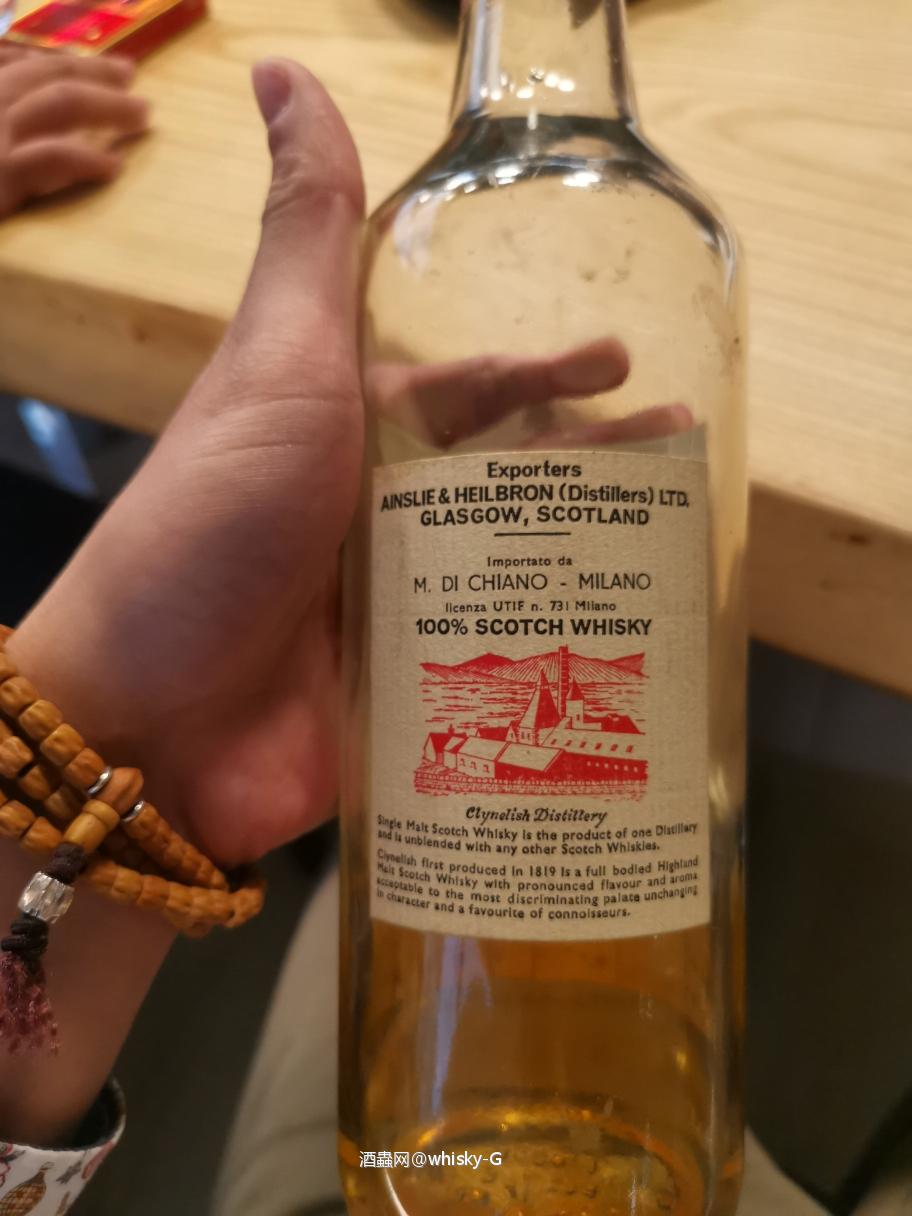 Exporters
AINSLIE & HEILBRON (Distillers) LTD.
GLASGOW, SCOTLAND
Importato da
M. DI CHIANO - MILANO
licenza UTIF n. 731 Milano
100% SCOTCH WHISKY
Clynelish Distillery
Single Malt Scotch Whisky is the product of one Distillery
and is unblended with any other Scotch Whiskies.
Clynelish first produced in 1819 is a full bodied Highland
Malt Scotch Whisky with pronounced flavour and aroma
acceptable to the most discriminating palate unchanging
in character and a favourite of connoisseurs.
酒蟲网@whisky-G